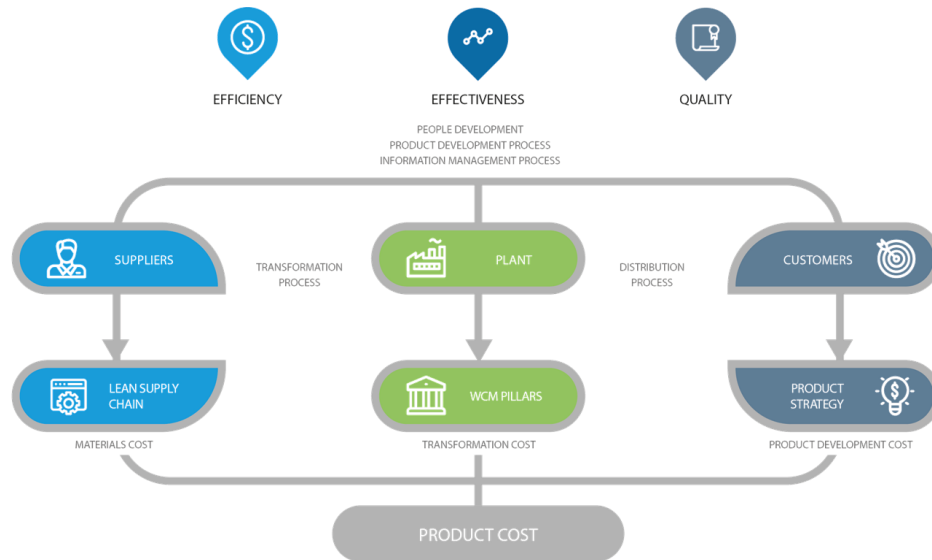 EFFICIENCY
EFFECTIVENESS
QUALITY
PEOPLE DEVELOPMENT
PRODUCT DEVELOPMENT PROCESS
INFORMATION MANAGEMENT PROCESS
SUPPLIERS
TRANSFORMATION
PROCESS
PLANT
DISTRIBUTION
PROCESS
CUSTOMERS
LEAN SUPPLY
CHAIN
WCM PILLARS
PRODUCT
STRATEGY
MATERIALS COST
TRANSFORMATION COST
PRODUCT DEVELOPMENT COST
PRODUCT COST